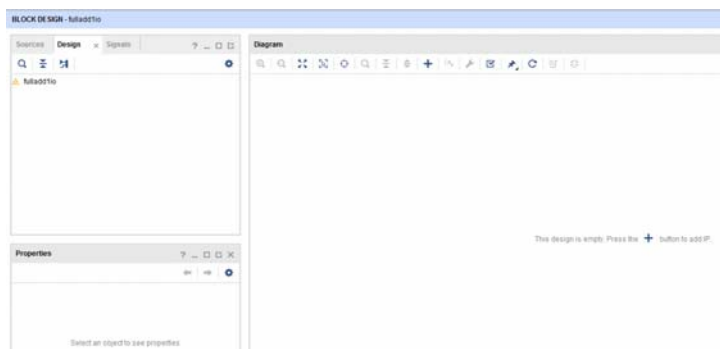 BLOCK DESIGN - fulladd1io
Sources Design × Signals ? _ □ □
fulladd1io
Properties ? _ □ □ ×
Select an object to see properties
Diagram
This design is empty. Press the + button to add IP.